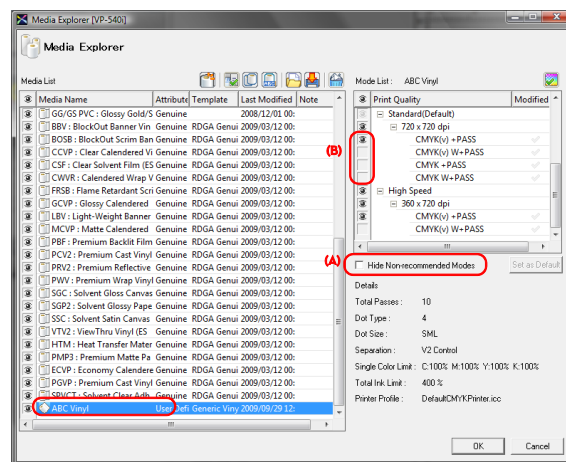 Media Explorer [VP-540i]
Media Explorer
Media List
Mode List : ABC Vinyl
Media Name Attribute Template Last Modified Note
GG/GS PVC : Glossy Gold/S Genuine 2008/12/01 00:
BBV : BlockOut Banner Vin Genuine RDGA Genui 2009/03/12 00:
BOSB : BlockOut Scrim Ban Genuine RDGA Genui 2009/03/12 00:
CCVP : Clear Calendered Vi Genuine RDGA Genui 2009/03/12 00:
CSF : Clear Solvent Film (ES Genuine RDGA Genui 2009/03/12 00:
CWVR : Calendered Wrap V Genuine RDGA Genui 2009/03/12 00:
FRSB : Flame Retardant Scri Genuine RDGA Genui 2009/03/12 00:
GCVP : Glossy Calendered Genuine RDGA Genui 2009/03/12 00:
LBV : Light-Weight Banner Genuine RDGA Genui 2009/03/12 00:
MCVP : Matte Calendered Genuine RDGA Genui 2009/03/12 00:
PBF : Premium Backlit Film Genuine RDGA Genui 2009/03/12 00:
PCV2 : Premium Cast Vinyl Genuine RDGA Genui 2009/03/12 00:
PRV2 : Premium Reflective Genuine RDGA Genui 2009/03/12 00:
PWV : Premium Wrap Vinyl Genuine RDGA Genui 2009/03/12 00:
SGC : Solvent Gloss Canvas Genuine RDGA Genui 2009/03/12 00:
SGP2 : Solvent Glossy Pape Genuine RDGA Genui 2009/03/12 00:
SSC : Solvent Satin Canvas Genuine RDGA Genui 2009/03/12 00:
VTV2 : ViewThru Vinyl (ES Genuine RDGA Genui 2009/03/12 00:
HTM : Heat Transfer Mater Genuine RDGA Genui 2009/03/12 00:
PMP3 : Premium Matte Pa Genuine RDGA Genui 2009/03/12 00:
ECVP : Economy Calendere Genuine RDGA Genui 2009/03/12 00:
PGVP : Premium Cast Vinyl Genuine RDGA Genui 2009/03/12 00:
SPVCT : Solvent Clear Adh Genuine RDGA Genui 2009/03/12 00:
ABC Vinyl User Defi Generic Viny 2009/09/29 12:
Print Quality Modified
Standard(Default)
720 x 720 dpi
(B)
CMYK(v) +PASS
CMYK(v) W+PASS
CMYK +PASS
CMYK W+PASS
High Speed
360 x 720 dpi
CMYK(v) +PASS
CMYK(v) W+PASS
(A)
Hide Non-recommended Modes
Set as Default
Details
Total Passes : 10
Dot Type : 4
Dot Size : SML
Separation : V2 Control
Single Color Limit : C:100% M:100% Y:100% K:100%
Total Ink Limit : 400 %
Printer Profile : DefaultCMYKPrinter.icc
OK Cancel